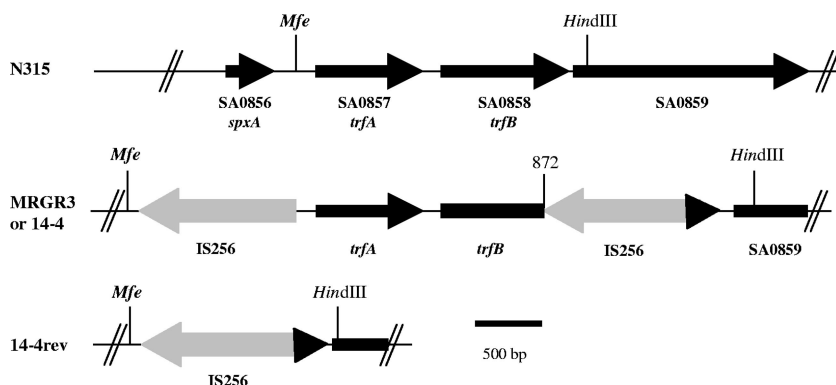 Mfe HindIII
N315
SA0856 SA0857 SA0858 SA0859
spxA trfA trfB
Mfe 872 HindIII
MRGR3
or 14-4
IS256 trfA trfB IS256 SA0859
Mfe HindIII
14-4rev
IS256 500 bp